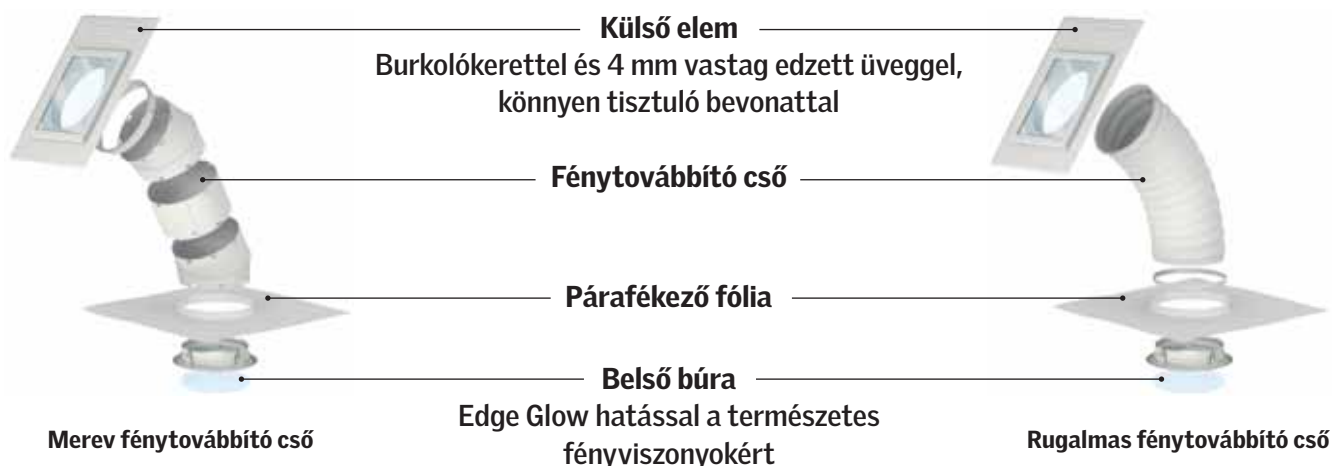 Külső elem
Burkolókerettel és 4 mm vastag edzett üveggel,
könnyen tisztuló bevonattal
Fénytovábbító cső
Párafékező fólia
Belső búra
Edge Glow hatással a természetes
fényviszonyokért
Merev fénytovábbító cső
Rugalmas fénytovábbító cső